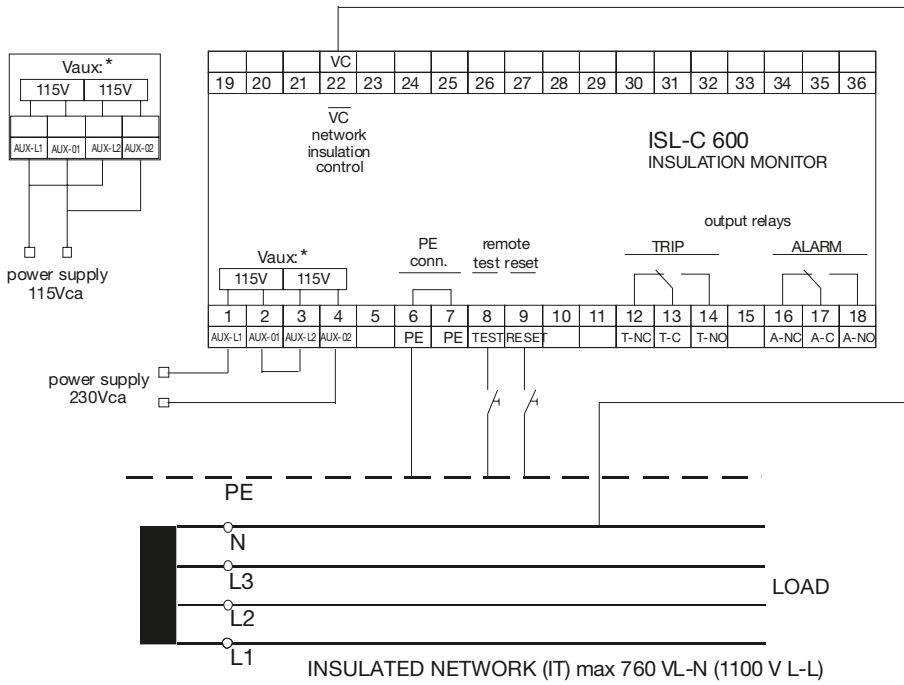 Vaux:*
115V 115V
AUX-L1 AUX-01 AUX-L2 AUX-02
power supply
115Vca
VC
19 20 21 22 23 24 25 26 27 28 29 30 31 32 33 34 35 36
VC
network
insulation
control
ISL-C 600
INSULATION MONITOR
output relays
TRIP ALARM
PE
conn.
remote
test reset
Vaux:*
115V 115V
1 2 3 4 5 6 7 8 9 10 11 12 13 14 15 16 17 18
AUX-L1 AUX-01 AUX-L2 AUX-02 PE PE TEST RESET T-NC T-C T-NO A-NC A-C A-NO
power supply
230Vca
PE
N
L3
L2
L1
LOAD
INSULATED NETWORK (IT) max 760 VL-N (1100 V L-L)